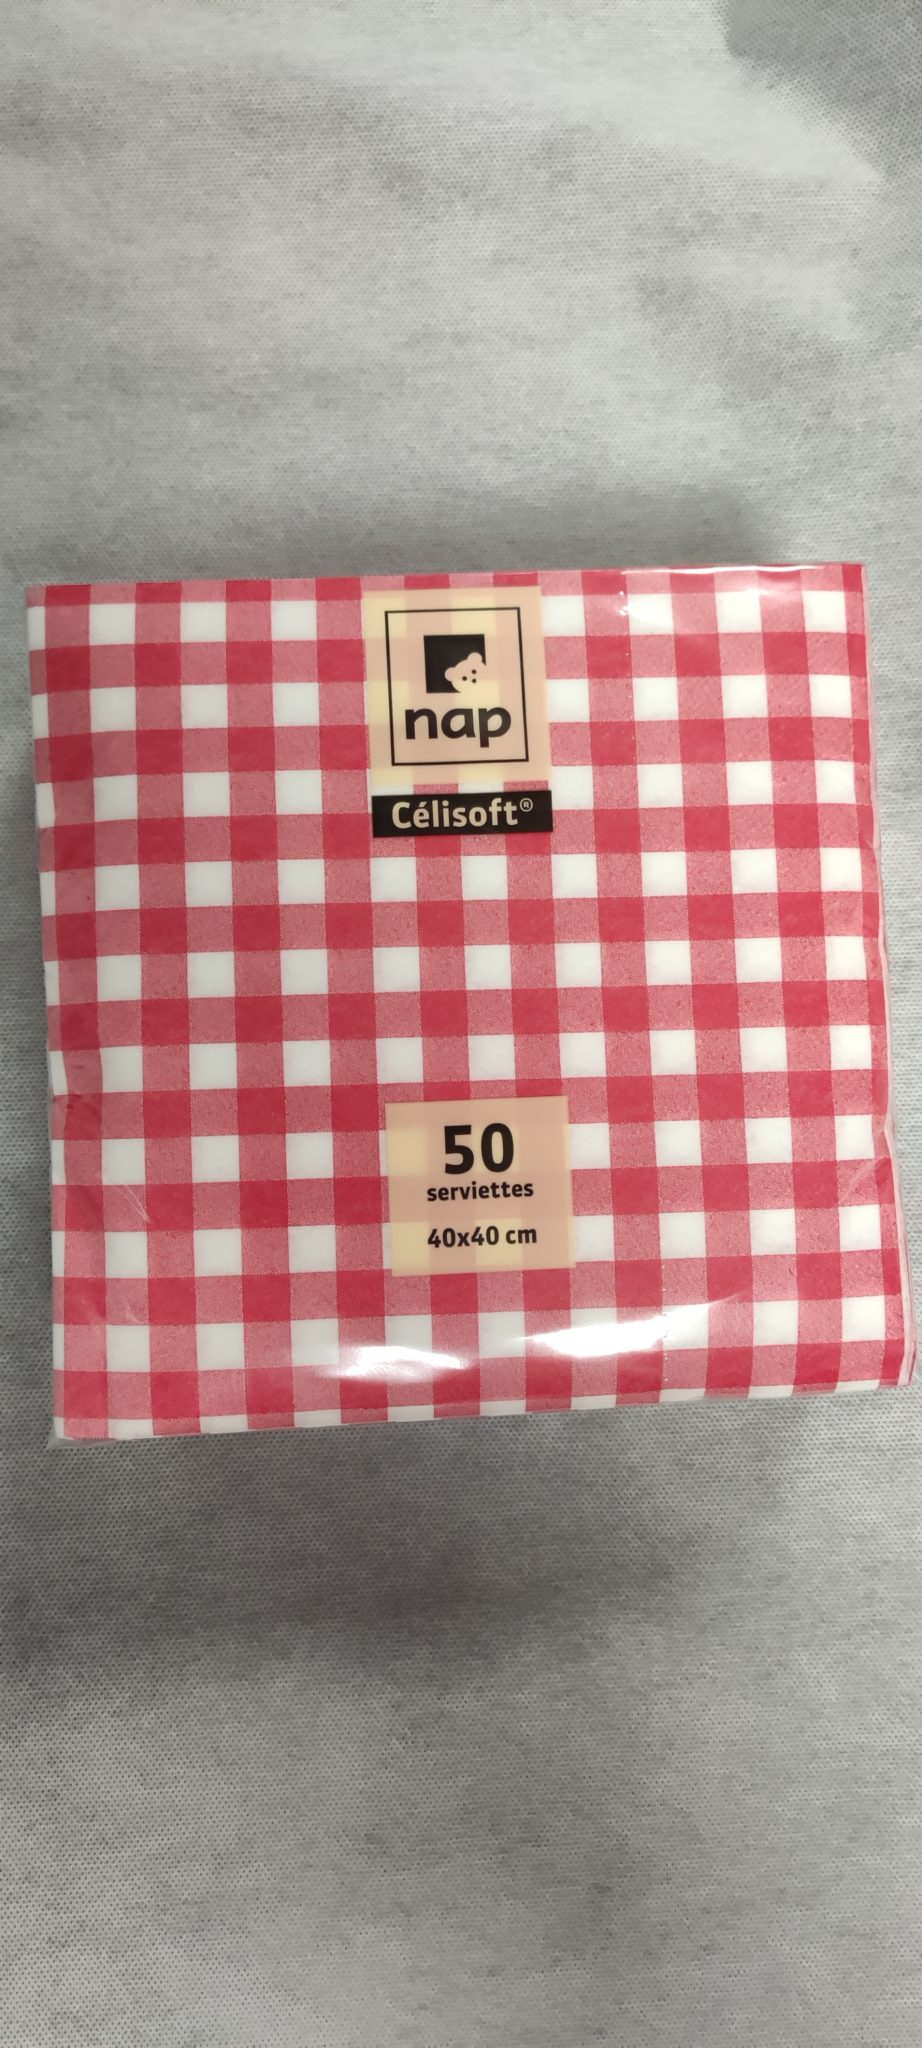 nap
Célisoft®
50
serviettes
40x40 cm